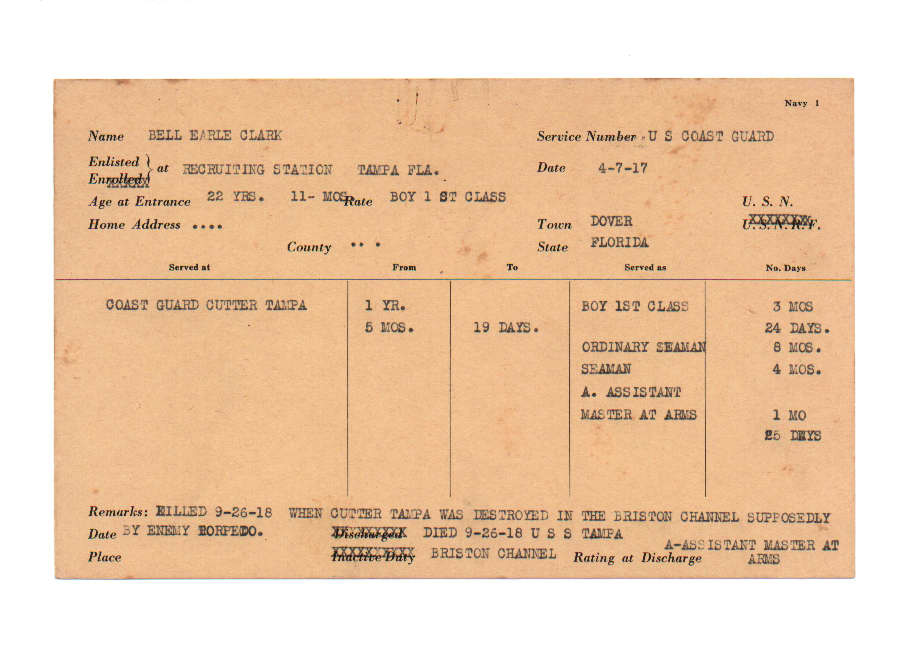 Navy 1
Name BELL EARLE CLARK Service Number U S COAST GUARD
Enlisted
Enrolled at RECRUITING STATION TAMPA FLA. Date 4-7-17
Age at Entrance 22 YRS. 11- MOS. Rate BOY 1 ST CLASS U. S. N.
Home Address .... Town DOVER U. S. N. R. F.
County .. . State FLORIDA
Served at From To Served as No. Days
COAST GUARD CUTTER TAMPA 1 YR. BOY 1ST CLASS 3 MOS
5 MOS. 19 DAYS. 24 DAYS.
ORDINARY SEAMAN 8 MOS.
SEAMAN 4 MOS.
A. ASSISTANT
MASTER AT ARMS 1 MO
25 DAYS
Remarks: KILLED 9-26-18 WHEN CUTTER TAMPA WAS DESTROYED IN THE BRISTON CHANNEL SUPPOSEDLY
Date BY ENEMY TORPEDO. Discharged DIED 9-26-18 U S S TAMPA
Place Inactive Duty BRISTON CHANNEL Rating at Discharge A-ASSISTANT MASTER AT
ARMS